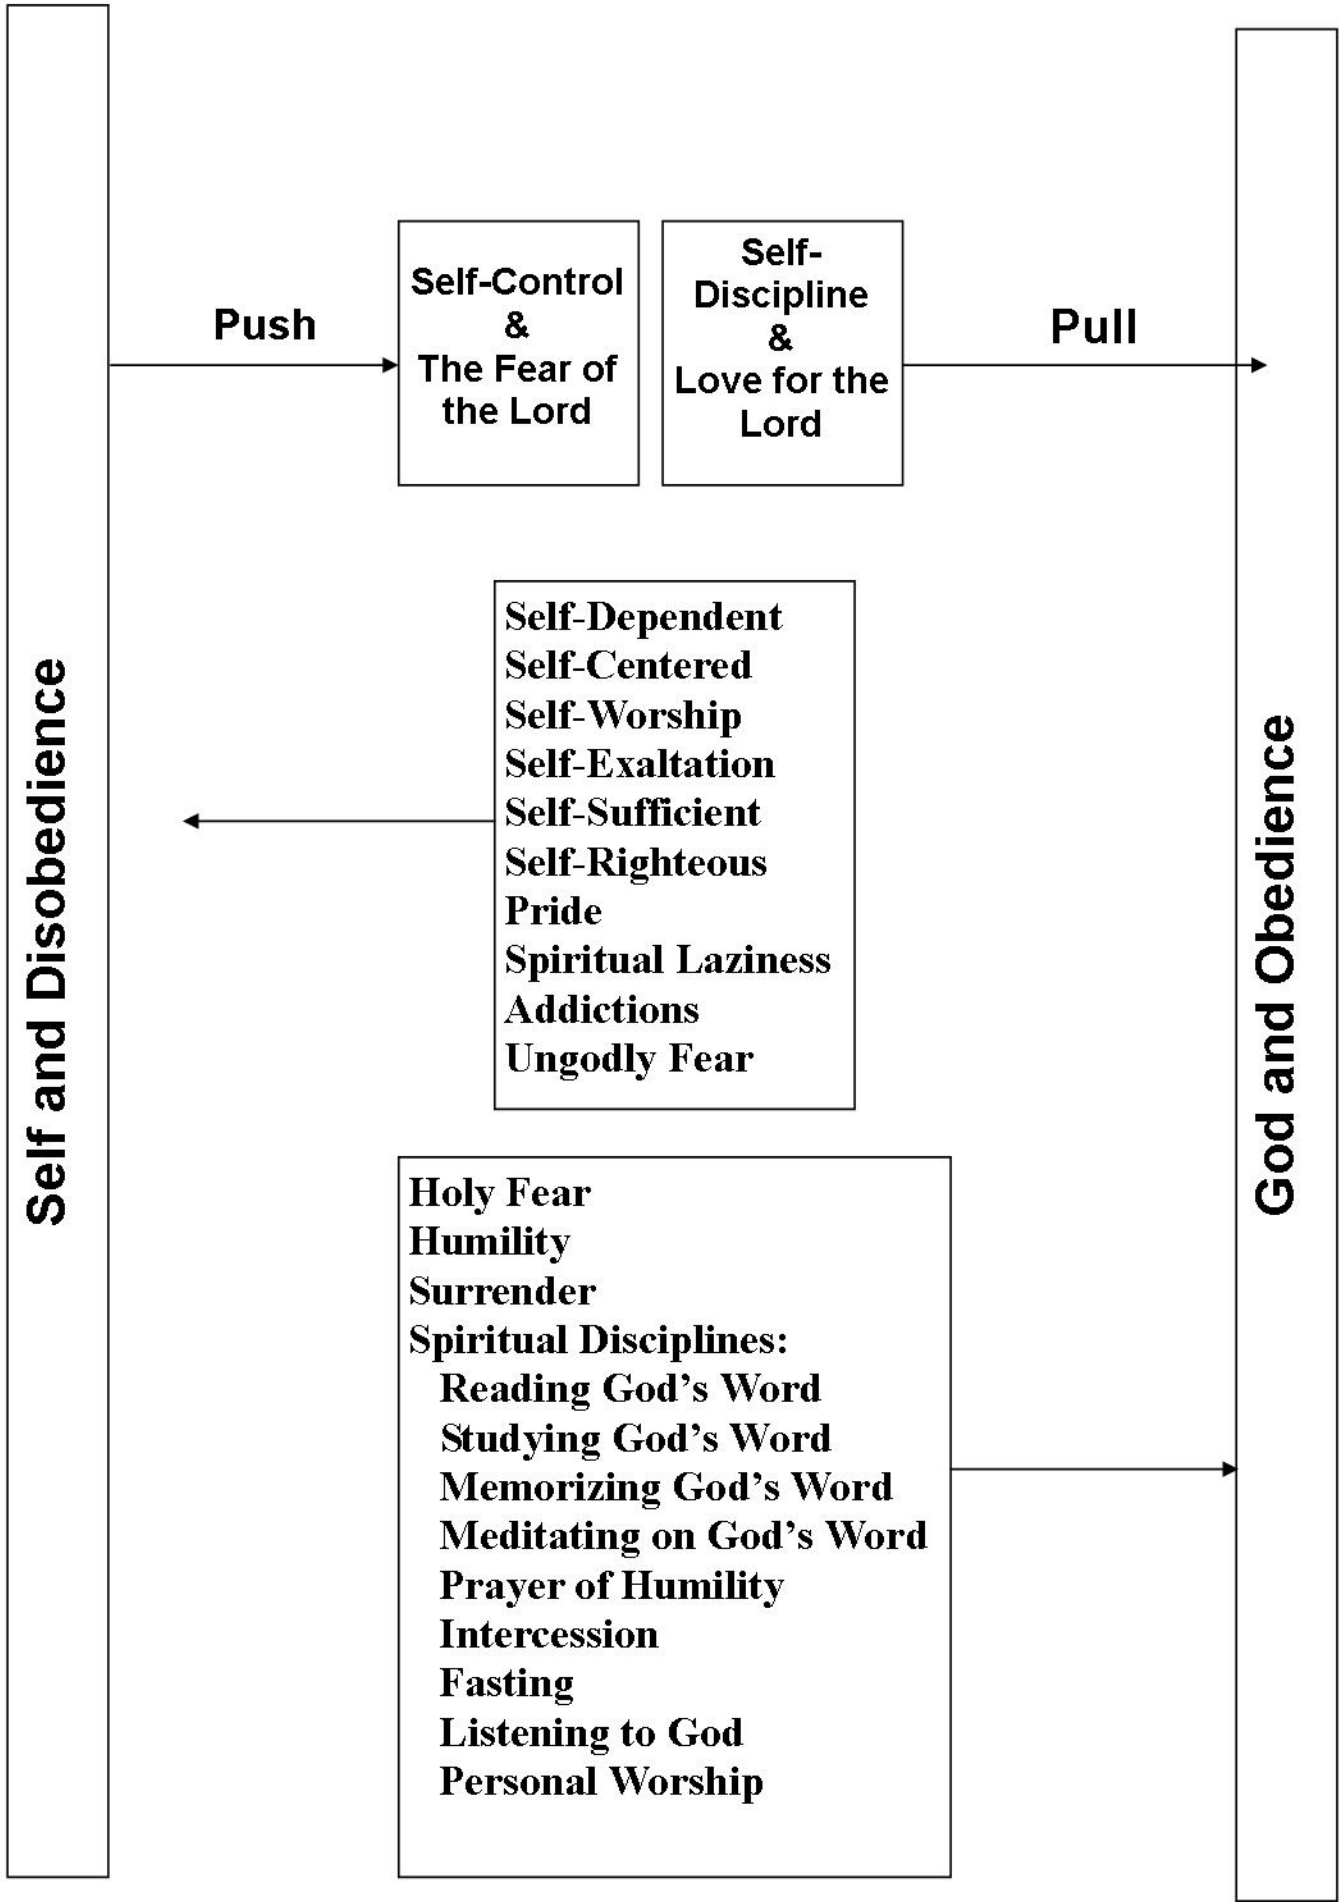 Self and Disobedience
Push
Self-Control
&
The Fear of
the Lord
Self-
Discipline
&
Love for the
Lord
Pull
Self-Dependent
Self-Centered
Self-Worship
Self-Exaltation
Self-Sufficient
Self-Righteous
Pride
Spiritual Laziness
Addictions
Ungodly Fear
Holy Fear
Humility
Surrender
Spiritual Disciplines:
Reading God’s Word
Studying God’s Word
Memorizing God’s Word
Meditating on God’s Word
Prayer of Humility
Intercession
Fasting
Listening to God
Personal Worship
God and Obedience